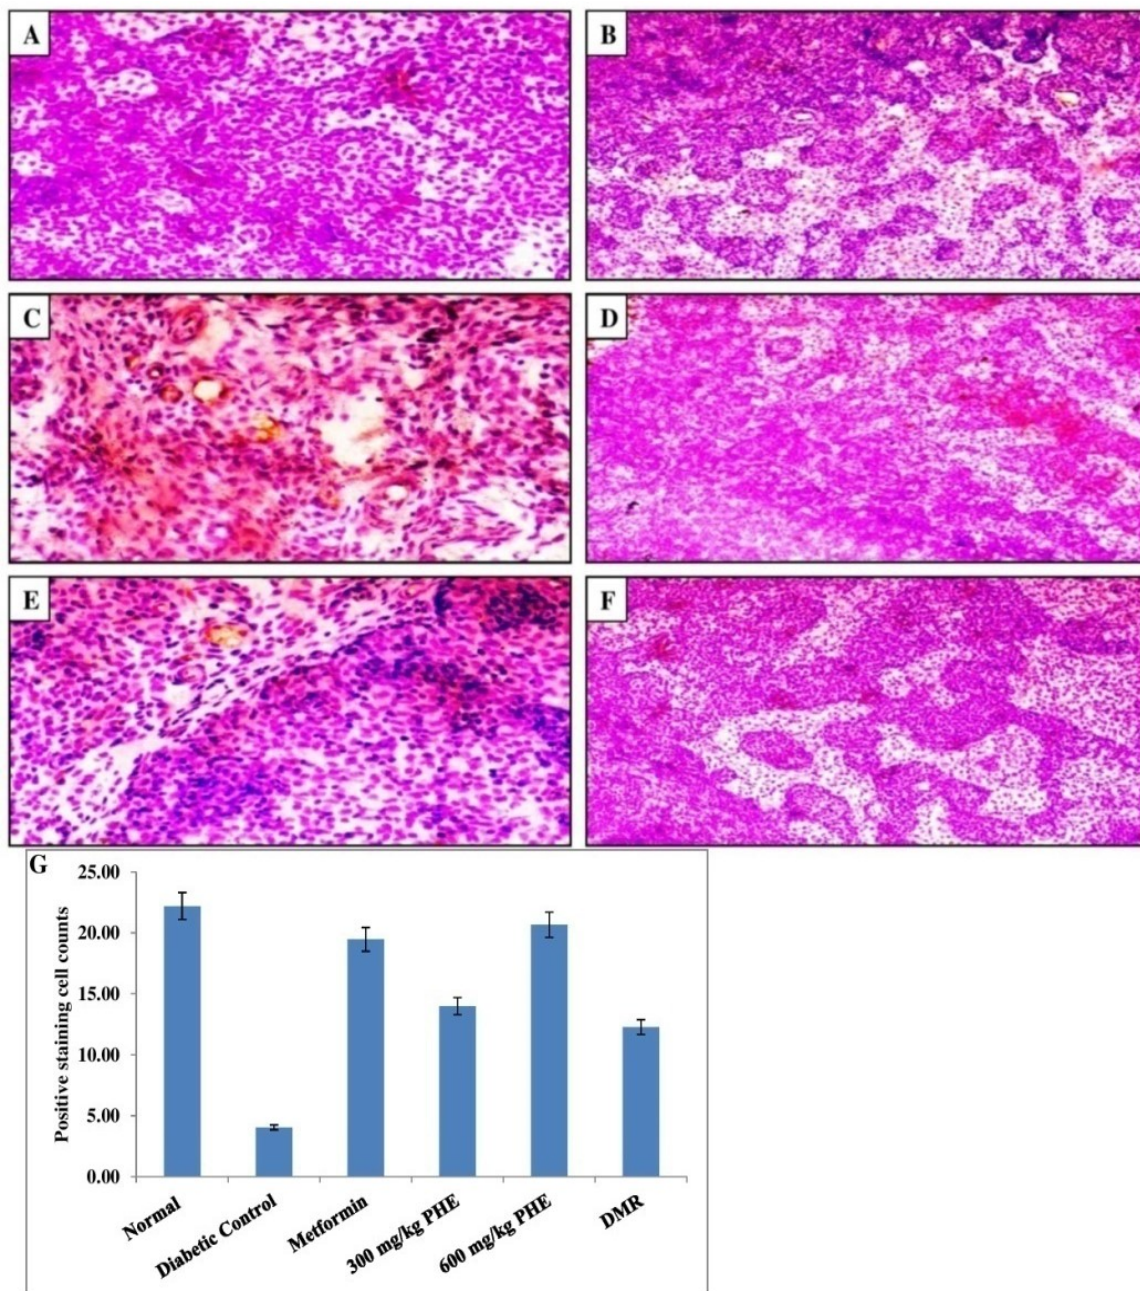 A
B
C
D
E
F
G
25.00
20.00
15.00
10.00
5.00
0.00
Positive staining cell counts
Normal
Diabetic Control
Metformin
300 mg/kg PHE
600 mg/kg PHE
DMR